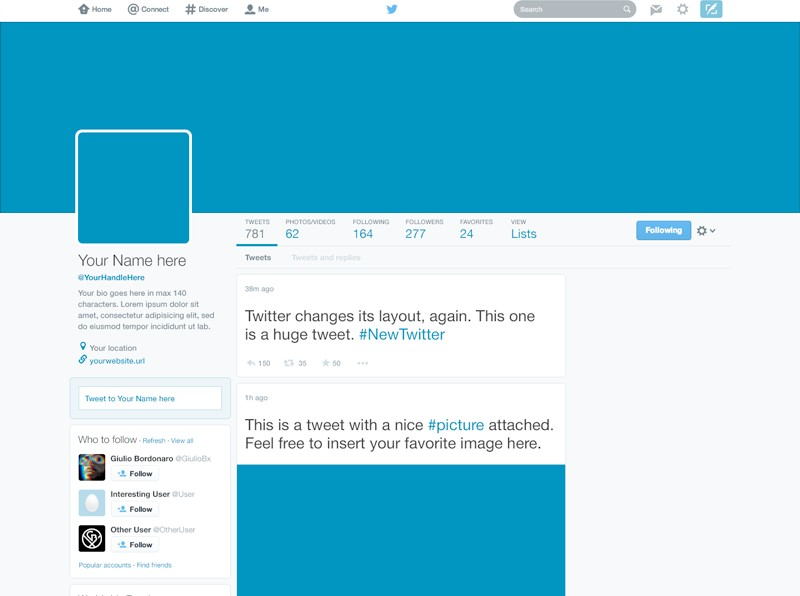 Home Connect Discover Me Search
TWEETS PHOTOS/VIDEOS FOLLOWING FOLLOWERS FAVORITES VIEW
781 62 164 277 24 Lists
Following
Tweets Tweets and replies
Your Name here
@YourHandleHere
Your bio goes here in max 140
characters. Lorem ipsum dolor sit
amet, consectetur adipisicing elit, sed
do eiusmod tempor incididunt ut lab.
Your location
yourwebsite.url
Tweet to Your Name here
Who to follow · Refresh · View all
Giulio Bordonaro @GiulioBx
Follow
Interesting User @User
Follow
Other User @OtherUser
Follow
Popular accounts · Find friends
38m ago
Twitter changes its layout, again. This one
is a huge tweet. #NewTwitter
150 35 50
1h ago
This is a tweet with a nice #picture attached.
Feel free to insert your favorite image here.